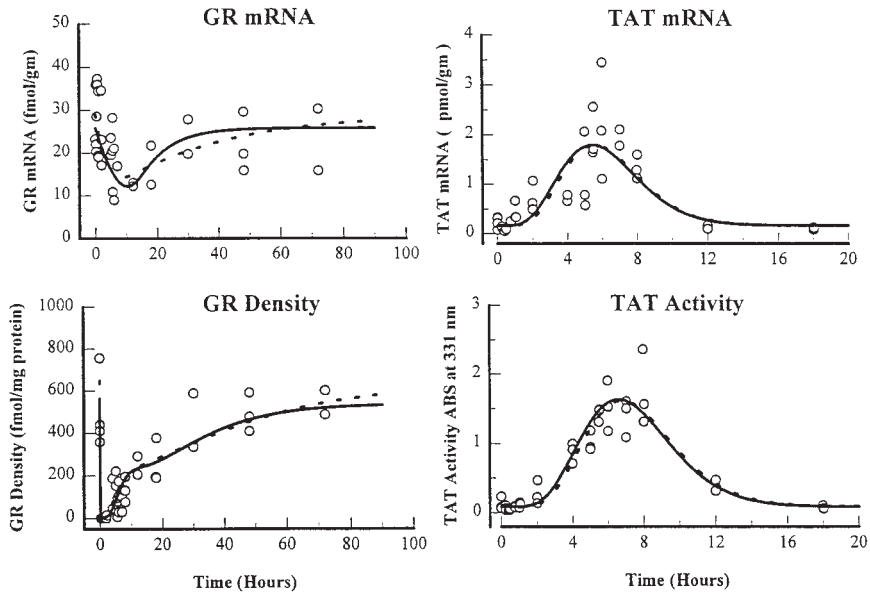 GR mRNA
50
40
30
20
10
0
GR mRNA (fmol/gm)
0 20 40 60 80 100
TAT mRNA
4
3
2
1
0
TAT mRNA ( pmol/gm )
0 4 8 12 16 20
GR Density
1000
800
600
400
200
0
GR Density (fmol/mg protein)
0 20 40 60 80 100
Time (Hours)
TAT Activity
3
2
1
0
TAT Activity ABS at 331 nm
0 4 8 12 16 20
Time (Hours)